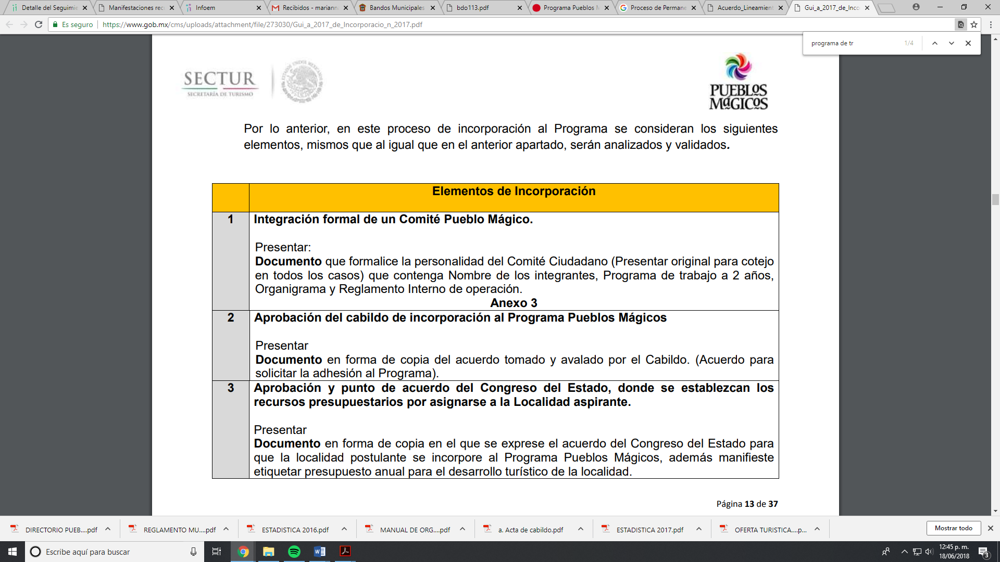 Detalle del Seguimie
Manifestaciones rec
Infoem
Recibidos - mariann
Bandos Municipales
bdo113.pdf
Programa Pueblos M
Proceso de Permane
Acuerdo_Lineamient
Gui_a_2017_de_Inco
Es seguro
https://www.gob.mx/cms/uploads/attachment/file/273030/Gui_a_2017_de_Incorporacio_n_2017.pdf
programa de tr
1/4
SECTUR
SECRETARÍA DE TURISMO
ESTADOS UNIDOS MEXICANOS
PUEBLOS
MÁGICOS
Por lo anterior, en este proceso de incorporación al Programa se consideran los siguientes
elementos, mismos que al igual que en el anterior apartado, serán analizados y validados.
Elementos de Incorporación
1 Integración formal de un Comité Pueblo Mágico.
Presentar:
Documento que formalice la personalidad del Comité Ciudadano (Presentar original para cotejo
en todos los casos) que contenga Nombre de los integrantes, Programa de trabajo a 2 años,
Organigrama y Reglamento Interno de operación.
Anexo 3
2 Aprobación del cabildo de incorporación al Programa Pueblos Mágicos
Presentar
Documento en forma de copia del acuerdo tomado y avalado por el Cabildo. (Acuerdo para
solicitar la adhesión al Programa).
3 Aprobación y punto de acuerdo del Congreso del Estado, donde se establezcan los
recursos presupuestarios por asignarse a la Localidad aspirante.
Presentar
Documento en forma de copia en el que se exprese el acuerdo del Congreso del Estado para
que la localidad postulante se incorpore al Programa Pueblos Mágicos, además manifieste
etiquetar presupuesto anual para el desarrollo turístico de la localidad.
Página 13 de 37
DIRECTORIO PUEB....pdf
REGLAMENTO MU....pdf
ESTADISTICA 2016.pdf
MANUAL DE ORG....pdf
a. Acta de cabildo.pdf
ESTADISTICA 2017.pdf
OFERTA TURISTICA....p...
Mostrar todo
Escribe aquí para buscar
12:45 p. m.
18/06/2018
3